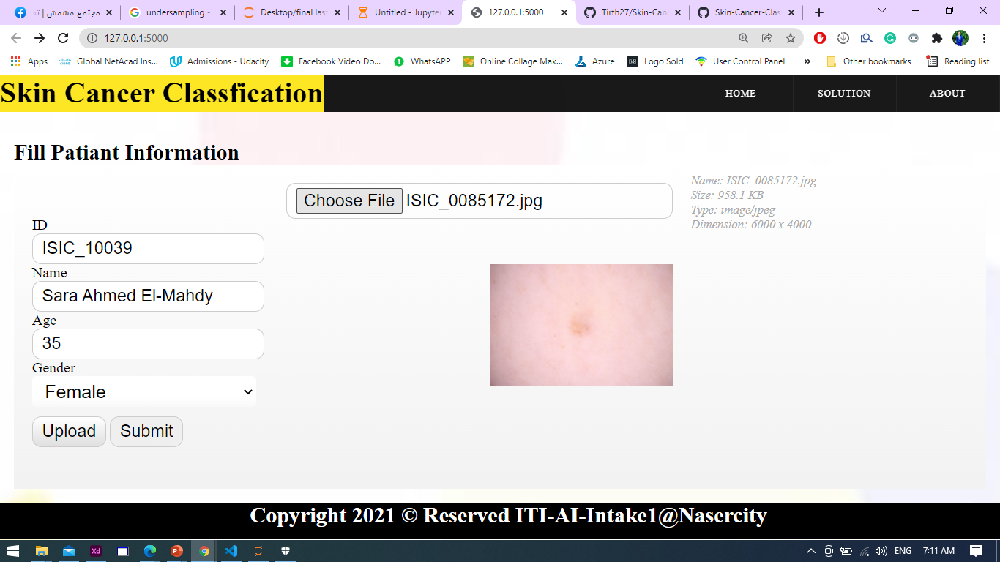 مجتمع مشمش | تق
undersampling -
Desktop/final last
Untitled - Jupyter
127.0.0.1:5000
Tirth27/Skin-Can
Skin-Cancer-Clas
127.0.0.1:5000
Apps
Global NetAcad Ins...
Admissions - Udacity
Facebook Video Do...
WhatsAPP
Online Collage Mak...
Azure
Logo Sold
User Control Panel
»
Other bookmarks
Reading list
Skin Cancer Classfication
HOME
SOLUTION
ABOUT
Fill Patiant Information
Choose File ISIC_0085172.jpg
Name: ISIC_0085172.jpg
Size: 958.1 KB
Type: image/jpeg
Dimension: 6000 x 4000
ID
ISIC_10039
Name
Sara Ahmed El-Mahdy
Age
35
Gender
Female
Upload
Submit
Copyright 2021 © Reserved ITI-AI-Intake1@Nasercity
Xd
ENG
7:11 AM